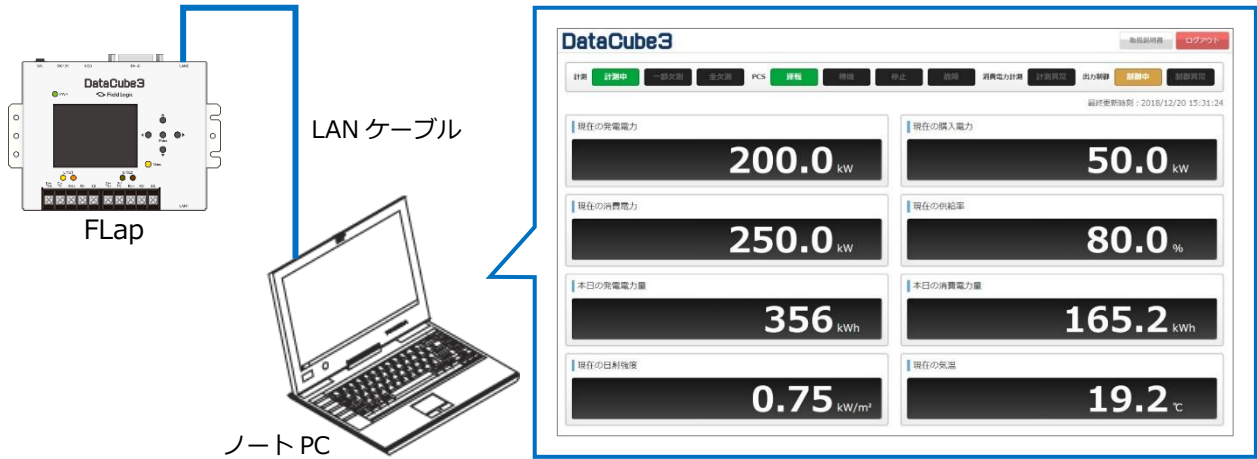 DataCube3
Field Logic
LAN ケーブル
FLap
ノート PC
DataCube3
取扱説明書 ログアウト
計測 計測中 一部欠測 全欠測 PCS 運転 待機 停止 故障 消費電力計測 計測異常 出力制御 制御中 制御異常
最終更新時刻:2018/12/20 15:31:24
現在の発電電力
200.0 kW
現在の購入電力
50.0 kW
現在の消費電力
250.0 kW
現在の供給率
80.0 %
本日の発電電力量
356 kWh
本日の消費電力量
165.2 kWh
現在の日射強度
0.75 kW/m²
現在の気温
19.2 ℃